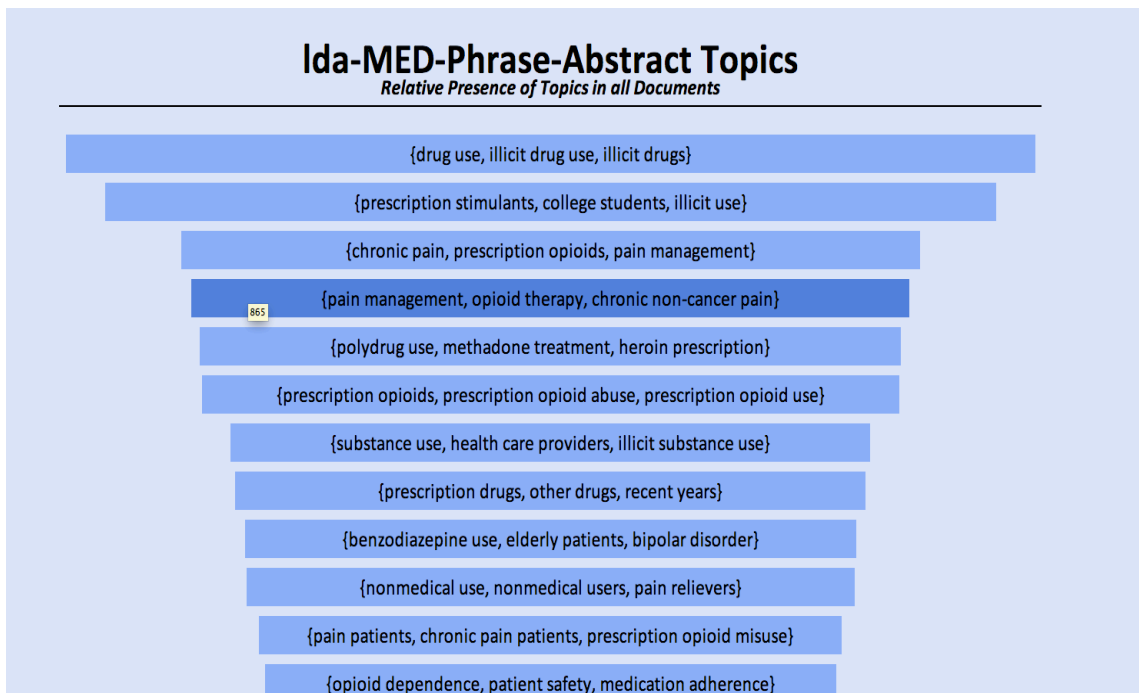 lda-MED-Phrase-Abstract Topics
Relative Presence of Topics in all Documents
{drug use, illicit drug use, illicit drugs}
{prescription stimulants, college students, illicit use}
{chronic pain, prescription opioids, pain management}
{pain management, opioid therapy, chronic non-cancer pain}
865
{polydrug use, methadone treatment, heroin prescription}
{prescription opioids, prescription opioid abuse, prescription opioid use}
{substance use, health care providers, illicit substance use}
{prescription drugs, other drugs, recent years}
{benzodiazepine use, elderly patients, bipolar disorder}
{nonmedical use, nonmedical users, pain relievers}
{pain patients, chronic pain patients, prescription opioid misuse}
{opioid dependence, patient safety, medication adherence}